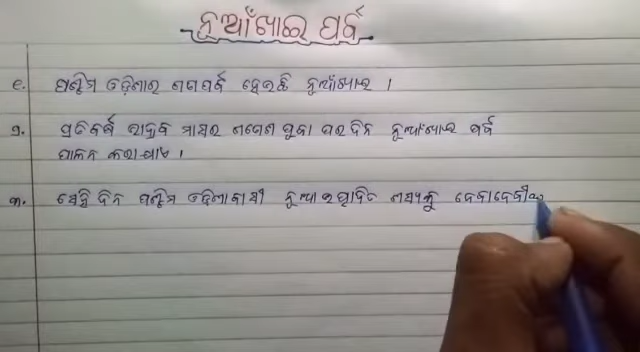 ନୂଆଁଖାଇ ପର୍ବ
୧. ପଶ୍ଚିମ ଓଡ଼ିଶାର ଗଣପର୍ବ ହେଉଛି ନୂଆଁଖାଇ ।
୨. ପ୍ରତିବର୍ଷ ଭାଦ୍ରବ ମାସର ଗଣେଶ ପୂଜା ପରଦିନ ନୂଆଁଖାଇ ପର୍ବ
ପାଳନ କରାଯାଏ ।
୩. ସେହି ଦିନ ପଶ୍ଚିମ ଓଡ଼ିଶାବାସୀ ନୂଆ ଉତ୍ପାଦିତ ଶସ୍ୟକୁ